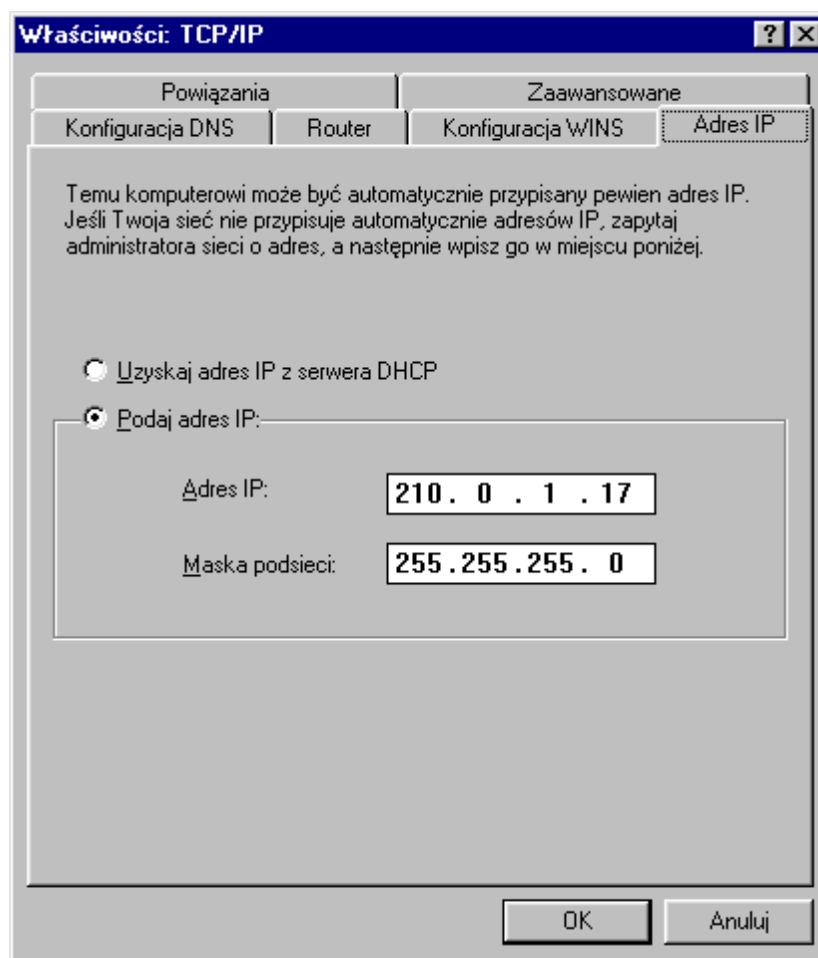 Właściwości: TCP/IP
Powiązania
Zaawansowane
Konfiguracja DNS
Router
Konfiguracja WINS
Adres IP
Temu komputerowi może być automatycznie przypisany pewien adres IP.
Jeśli Twoja sieć nie przypisuje automatycznie adresów IP, zapytaj
administratora sieci o adres, a następnie wpisz go w miejscu poniżej.
Uzyskaj adres IP z serwera DHCP
Podaj adres IP:
Adres IP:
210. 0 . 1 .17
Maska podsieci:
255.255.255. 0
OK
Anuluj